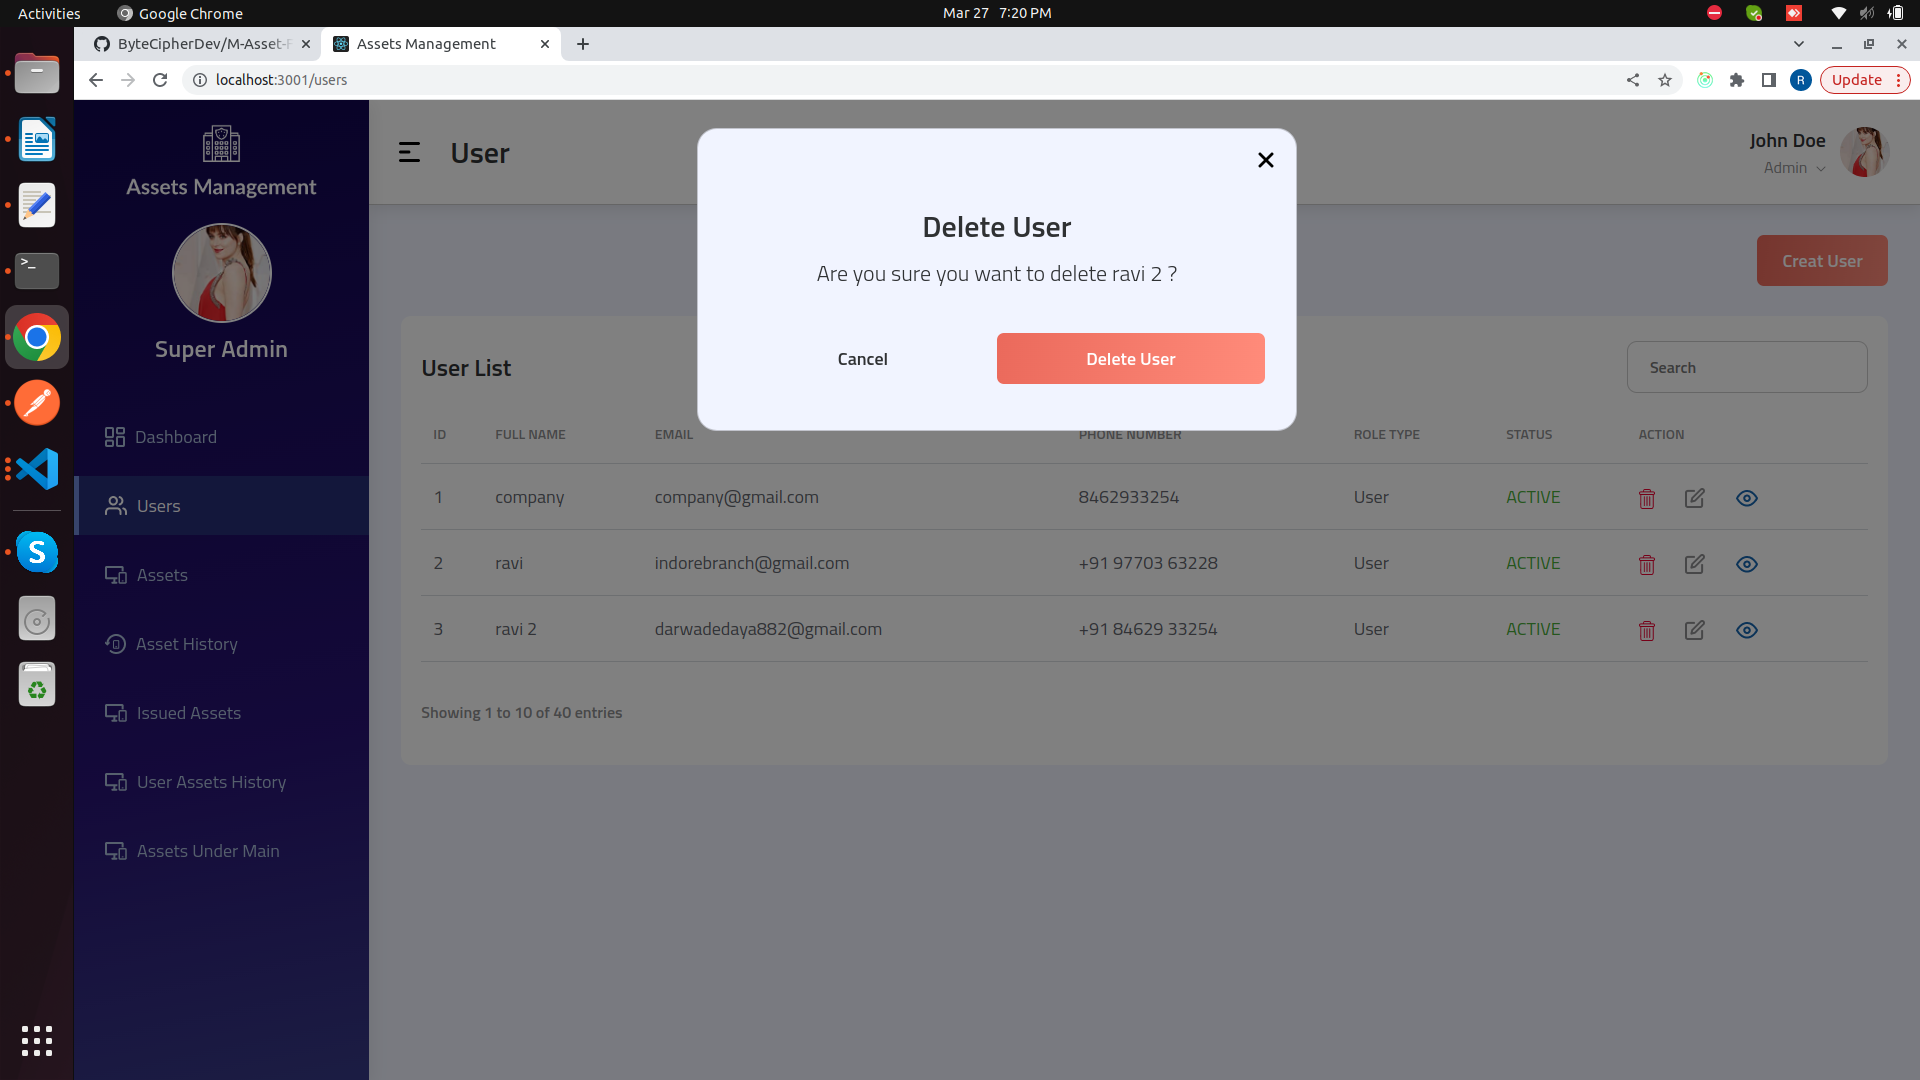 Activities
Google Chrome
Mar 27 7:20 PM
ByteCipherDev/M-Asset-F
Assets Management
localhost:3001/users
R
Update
Assets Management
Super Admin
Dashboard
Users
Assets
Asset History
Issued Assets
User Assets History
Assets Under Main
User
John Doe
Admin
Creat User
Delete User
Are you sure you want to delete ravi 2 ?
Cancel
Delete User
User List
Search
ID FULL NAME EMAIL PHONE NUMBER ROLE TYPE STATUS ACTION
1 company company@gmail.com 8462933254 User ACTIVE
2 ravi indorebranch@gmail.com +91 97703 63228 User ACTIVE
3 ravi 2 darwadedaya882@gmail.com +91 84629 33254 User ACTIVE
Showing 1 to 10 of 40 entries